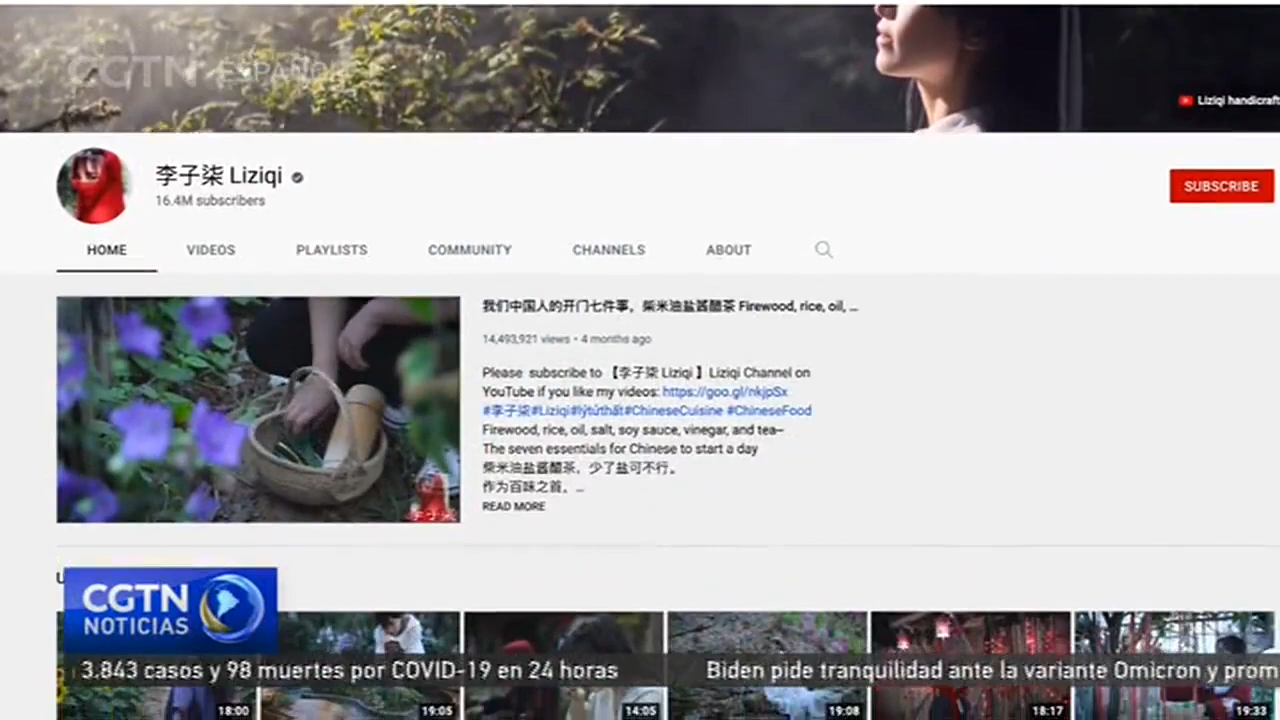 CGTN ESPAÑOL
Liziqi handicraft
李子柒 Liziqi
16.4M subscribers
SUBSCRIBE
HOME VIDEOS PLAYLISTS COMMUNITY CHANNELS ABOUT
我们中国人的开门七件事，柴米油盐酱醋茶 Firewood, rice, oil, ...
14,493,921 views • 4 months ago
Please subscribe to 【李子柒 Liziqi 】Liziqi Channel on
YouTube if you like my videos: https://goo.gl/nkjpSx
#李子柒#Liziqi#lýtửthất#ChineseCuisine #ChineseFood
Firewood, rice, oil, salt, soy sauce, vinegar, and tea–
The seven essentials for Chinese to start a day
柴米油盐酱醋茶，少了盐可不行。
作为百味之首，...
READ MORE
李子柒
CGTN
NOTICIAS
3.843 casos y 98 muertes por COVID-19 en 24 horas Biden pide tranquilidad ante la variante Omicron y prom
18:00 19:05 14:05 19:08 18:17 19:33